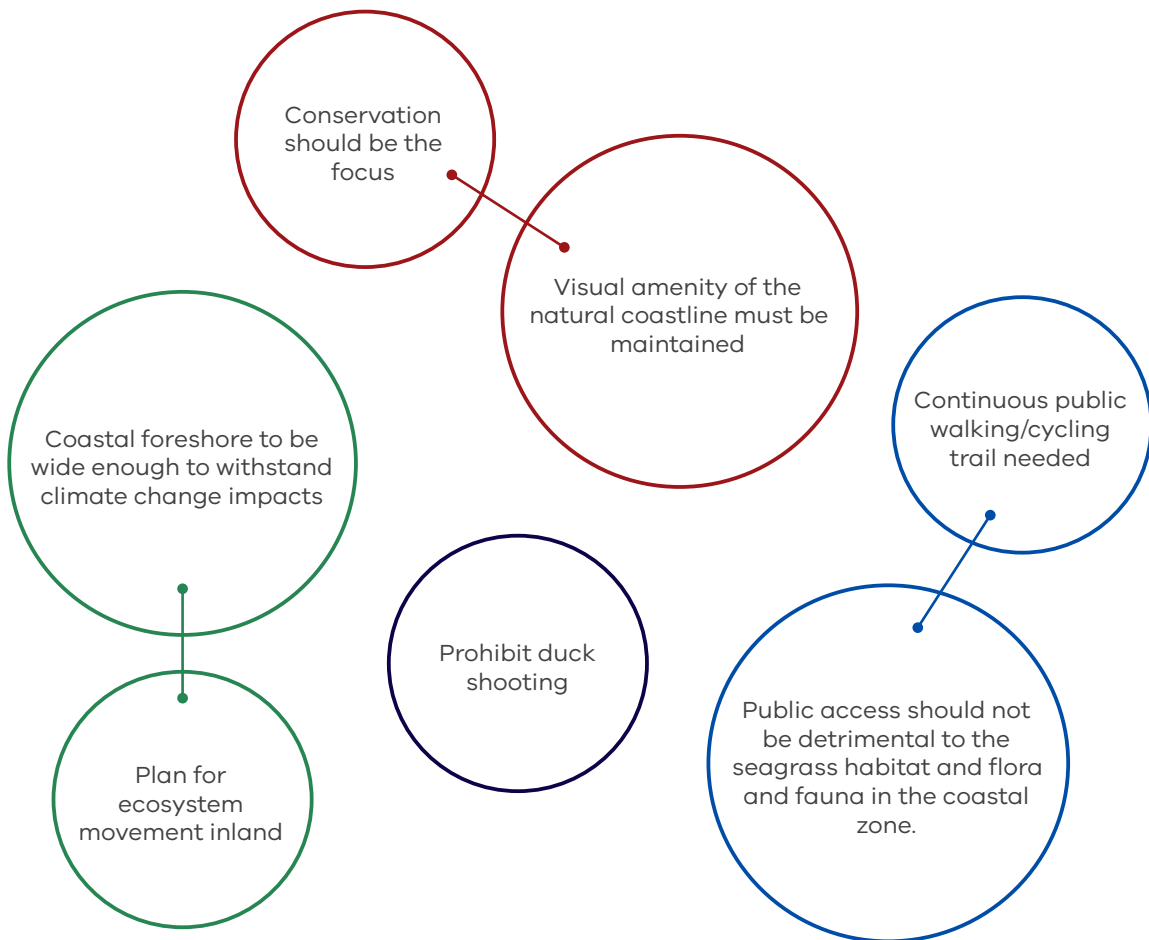 Conservation
should be the
focus
Visual amenity of the
natural coastline must be
maintained
Coastal foreshore to be
wide enough to withstand
climate change impacts
Continuous public
walking/cycling
trail needed
Prohibit duck
shooting
Public access should not
be detrimental to the
seagrass habitat and flora
and fauna in the coastal
zone.
Plan for
ecosystem
movement inland